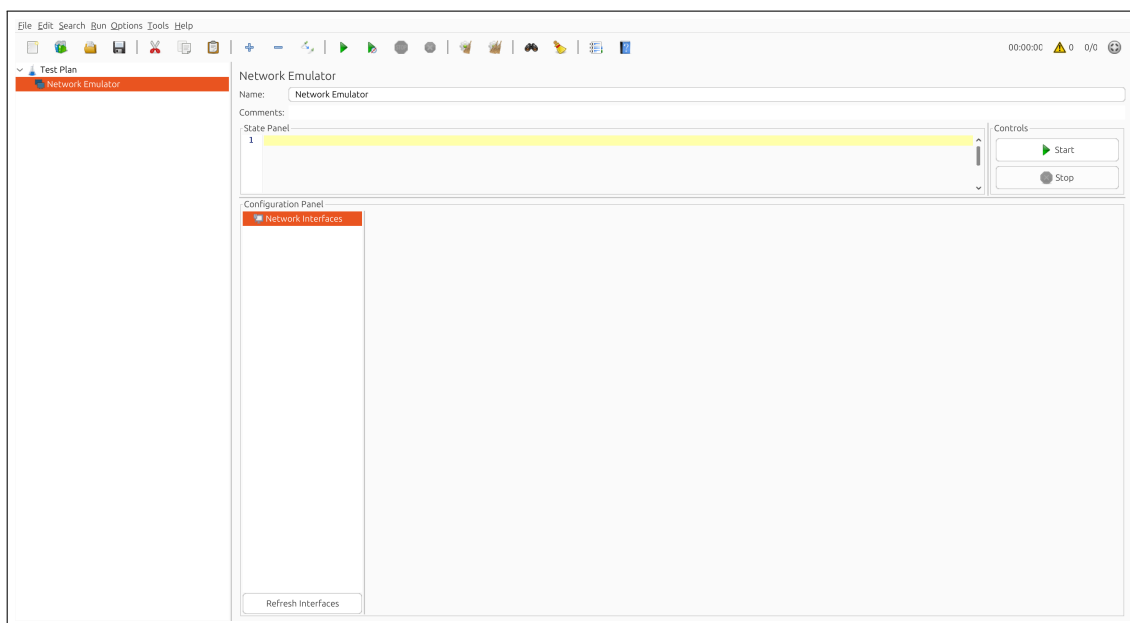 File Edit Search Run Options Tools Help
00:00:00 0 0/0
Test Plan
Network Emulator
Network Emulator
Name: Network Emulator
Comments:
State Panel
1
Controls
Start
Stop
Configuration Panel
Network Interfaces
Refresh Interfaces